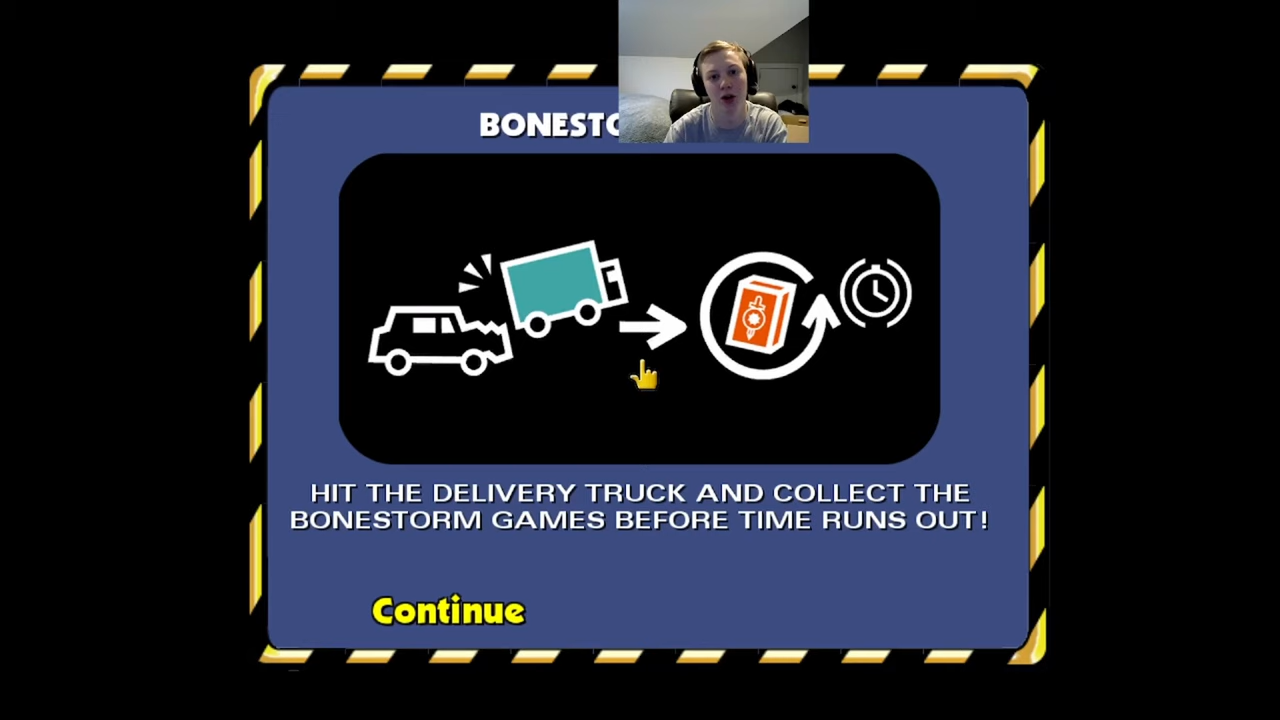 BONESTO
HIT THE DELIVERY TRUCK AND COLLECT THE
BONESTORM GAMES BEFORE TIME RUNS OUT!
Continue